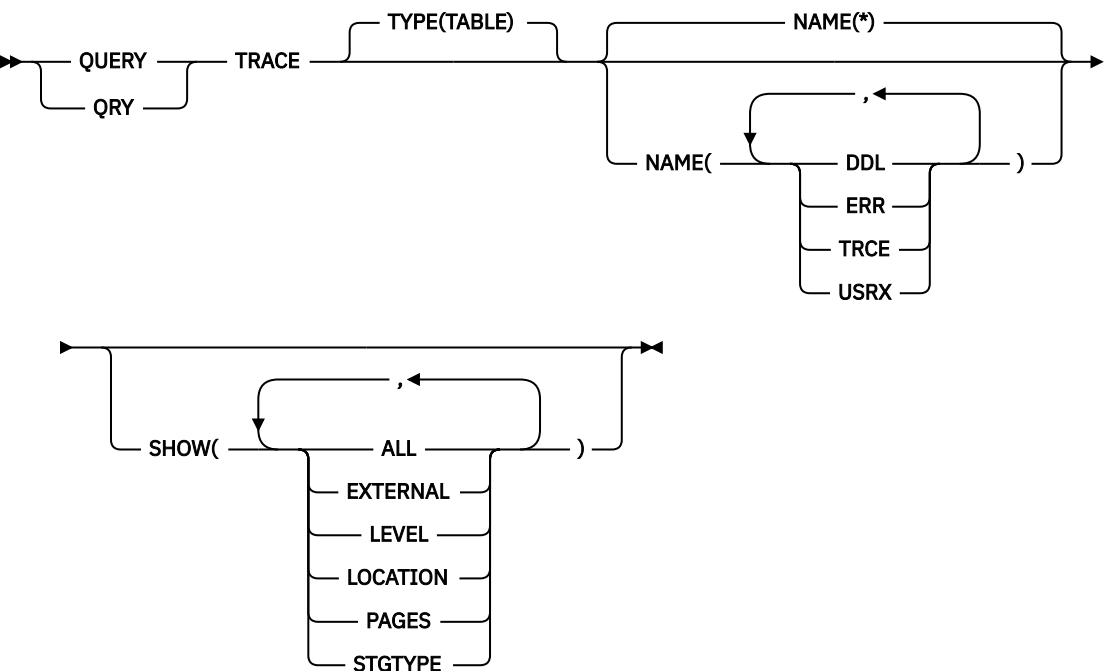 TYPE(TABLE)
NAME(*)
QUERY
TRACE
QRY
,
NAME(
DDL
)
ERR
TRCE
USRX
,
SHOW(
ALL
)
EXTERNAL
LEVEL
LOCATION
PAGES
STGTYPE